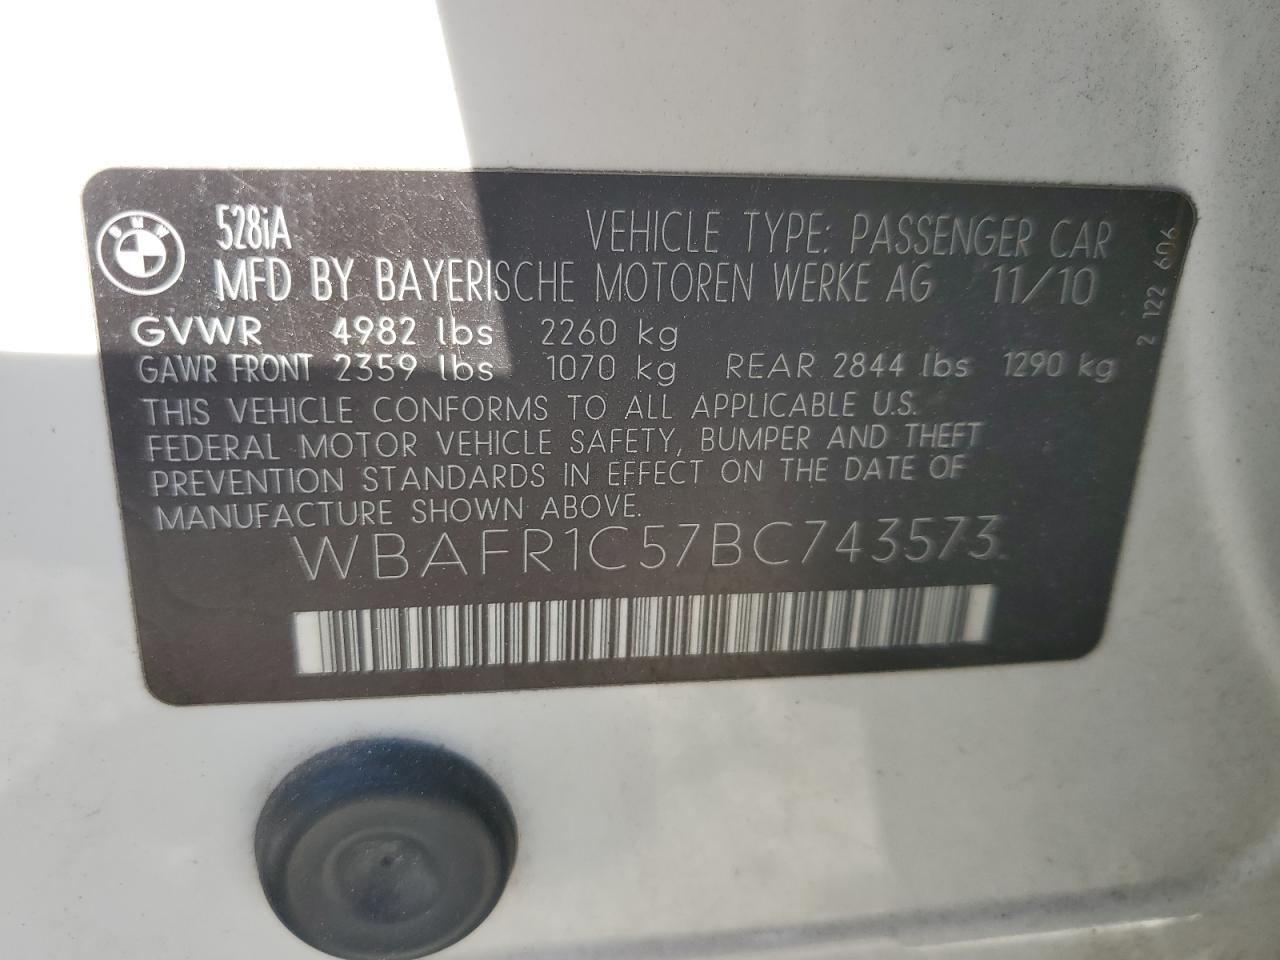 BMW
528iA VEHICLE TYPE: PASSENGER CAR
MFD BY BAYERISCHE MOTOREN WERKE AG 11/10
GVWR 4982 lbs 2260 kg
GAWR FRONT 2359 lbs 1070 kg REAR 2844 lbs 1290 kg
THIS VEHICLE CONFORMS TO ALL APPLICABLE U.S.
FEDERAL MOTOR VEHICLE SAFETY, BUMPER AND THEFT
PREVENTION STANDARDS IN EFFECT ON THE DATE OF
MANUFACTURE SHOWN ABOVE.
WBAFR1C57BC743573
2 122 606